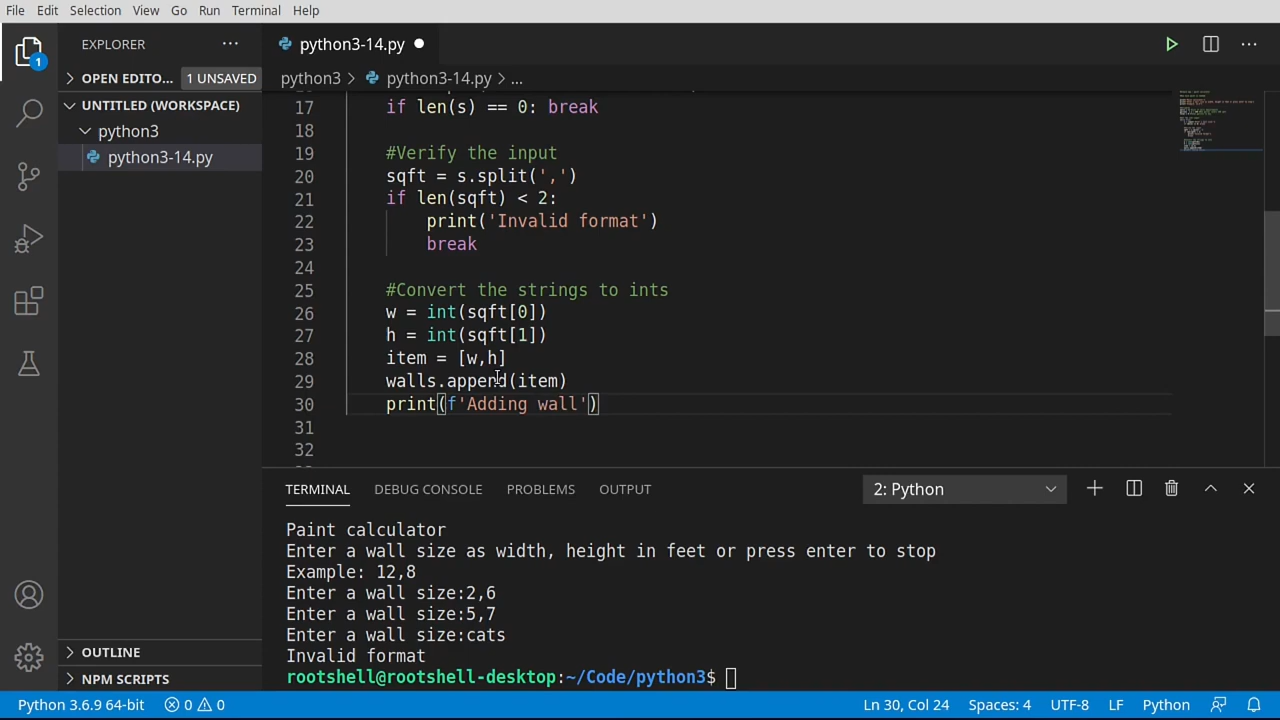 File Edit Selection View Go Run Terminal Help
EXPLORER ...
python3-14.py
OPEN EDITO... 1 UNSAVED
python3 > python3-14.py > ...
UNTITLED (WORKSPACE)
python3
python3-14.py
1
17 if len(s) == 0: break
18
19 #Verify the input
20 sqft = s.split(',')
21 if len(sqft) < 2:
22 print('Invalid format')
23 break
24
25 #Convert the strings to ints
26 w = int(sqft[0])
27 h = int(sqft[1])
28 item = [w,h]
29 walls.append(item)
30 print(f'Adding wall')
31
32
TERMINAL DEBUG CONSOLE PROBLEMS OUTPUT 2: Python
Paint calculator
Enter a wall size as width, height in feet or press enter to stop
Example: 12,8
Enter a wall size:2,6
Enter a wall size:5,7
Enter a wall size:cats
Invalid format
rootshell@rootshell-desktop:~/Code/python3$
OUTLINE
NPM SCRIPTS
Python 3.6.9 64-bit 0 0 Ln 30, Col 24 Spaces: 4 UTF-8 LF Python